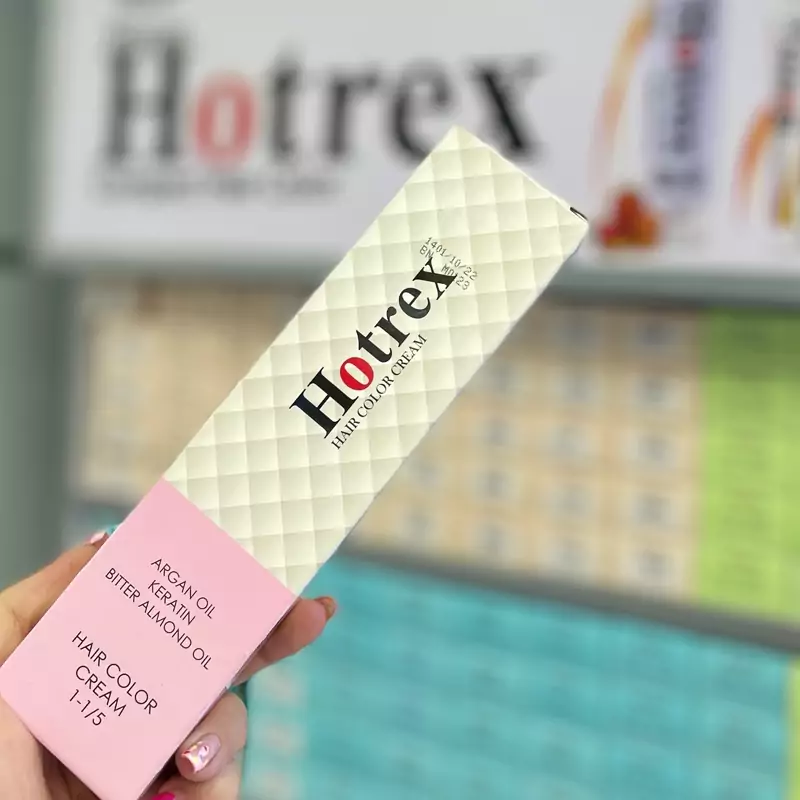 Hotrex
1401/10/22
Hotrex
HAIR COLOR CREAM
ARGAN OIL
KERATIN
BITTER ALMOND OIL
HAIR COLOR
CREAM
1-1/5